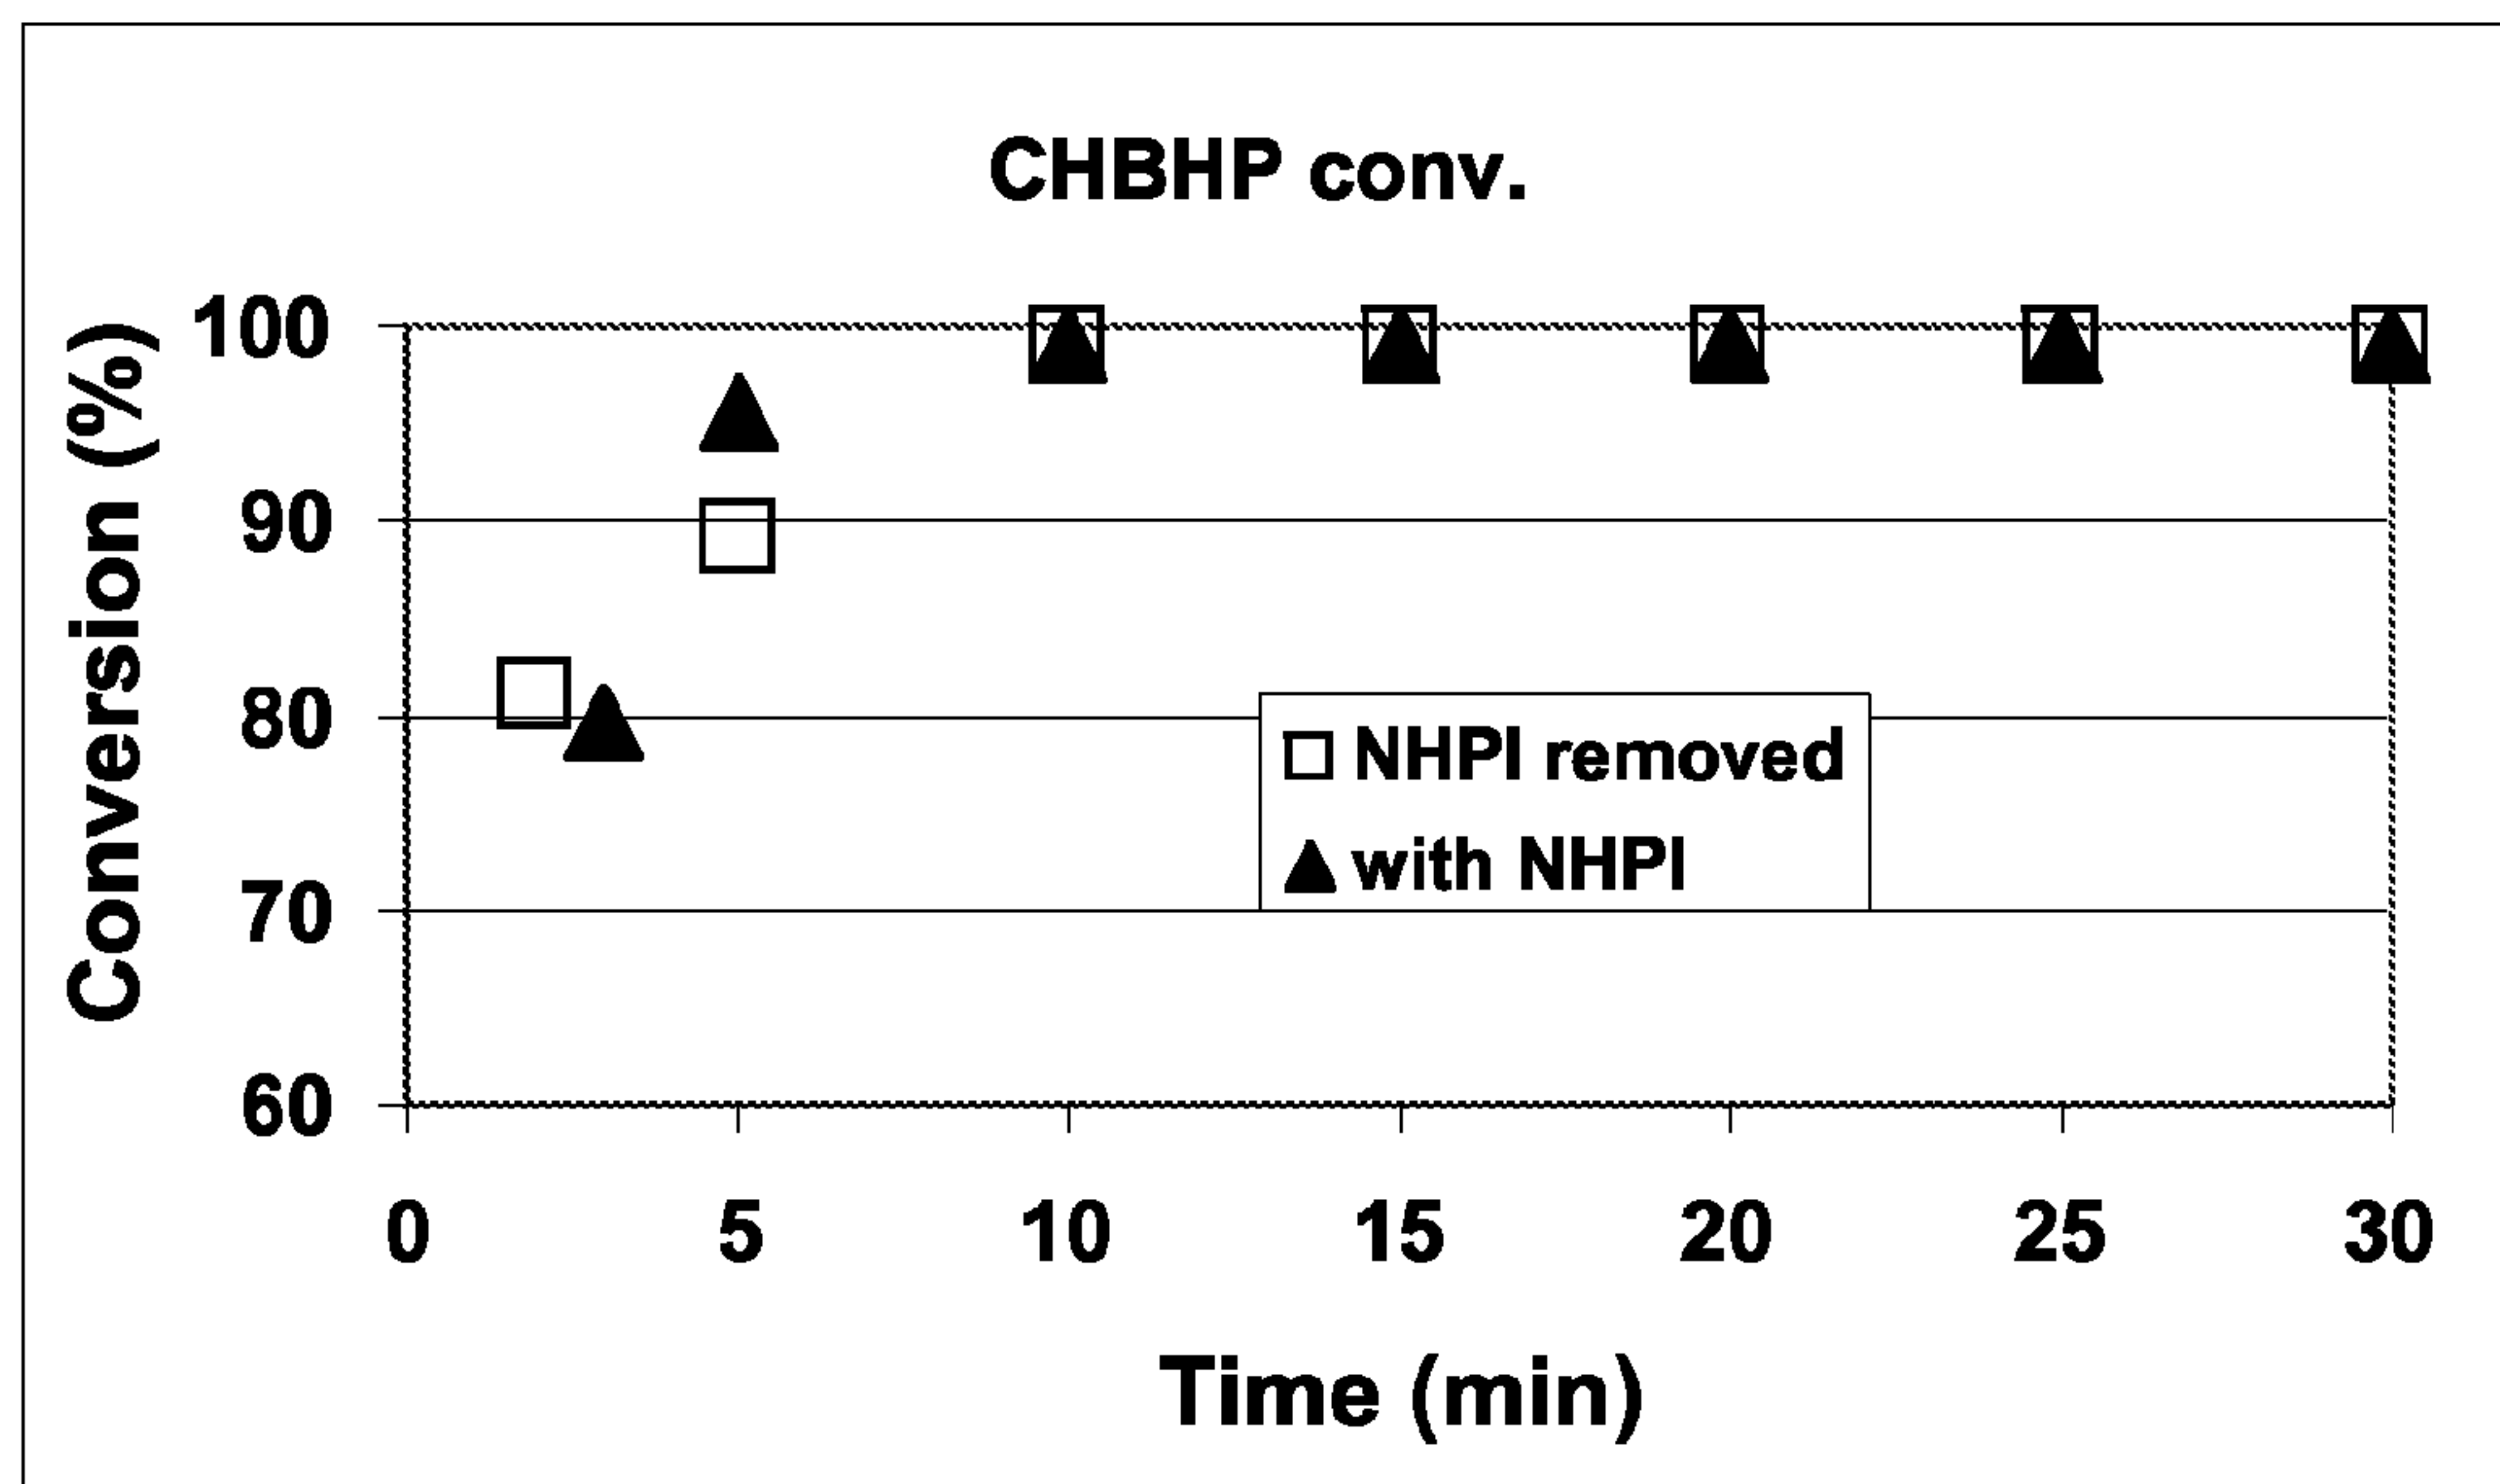 CHBHP conv.
Conversion (%)
100
90
80
70
60
NHPI removed
with NHPI
0 5 10 15 20 25 30
Time (min)